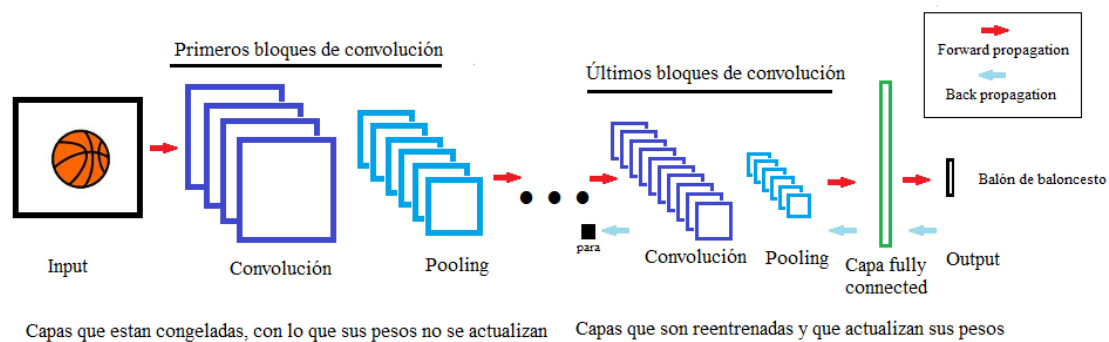 Primeros bloques de convolución
Últimos bloques de convolución
Forward propagation
Back propagation
Balón de baloncesto
para
Input
Convolución
Pooling
Convolución
Pooling
Capa fully
connected
Output
Capas que estan congeladas, con lo que sus pesos no se actualizan
Capas que son reentrenadas y que actualizan sus pesos